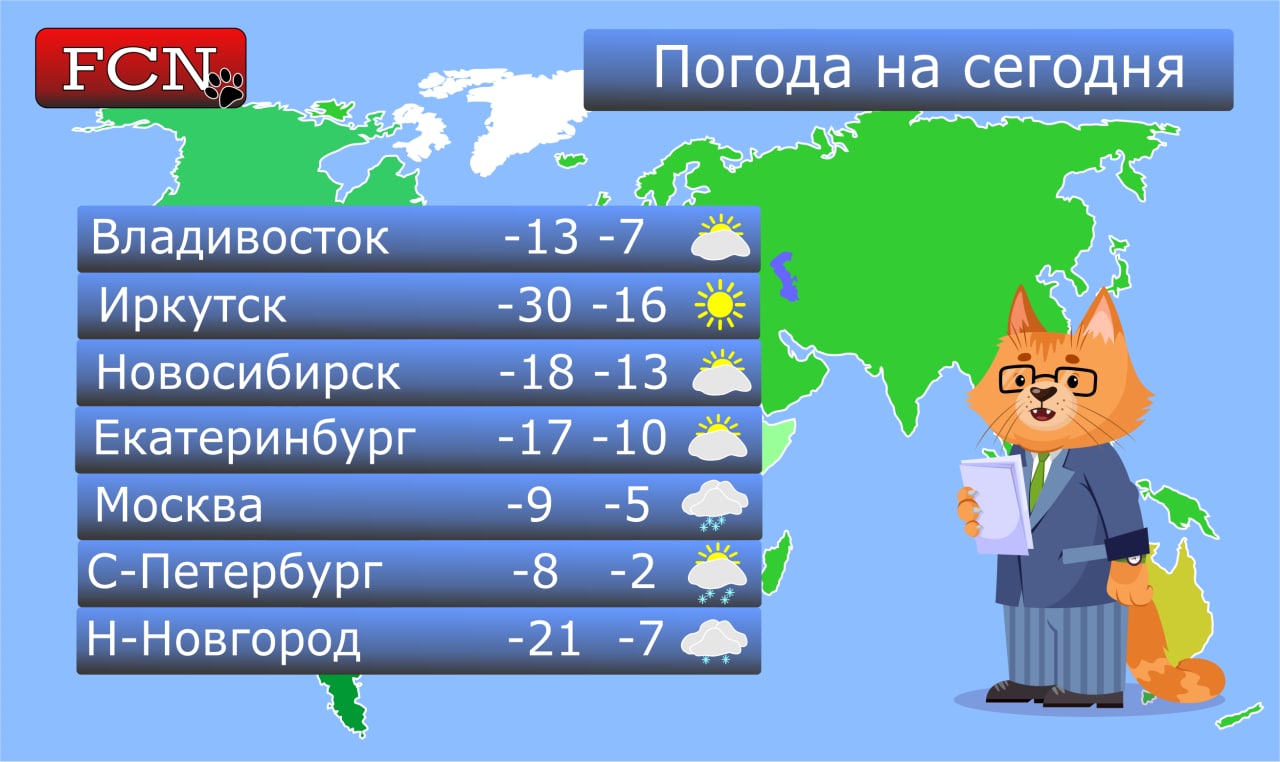 FCN
Погода на сегодня
Владивосток -13 -7
Иркутск -30 -16
Новосибирск -18 -13
Екатеринбург -17 -10
Москва -9 -5
С-Петербург -8 -2
Н-Новгород -21 -7